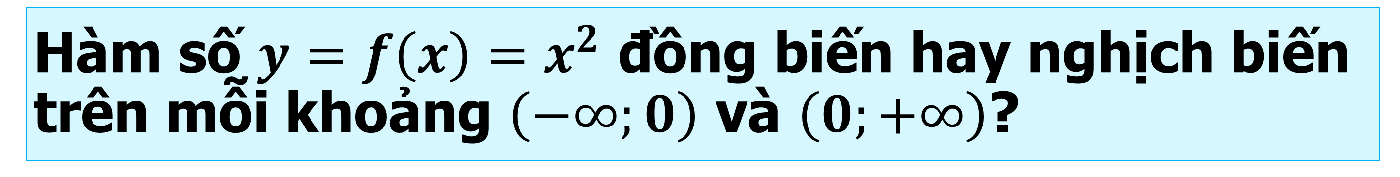 Hàm số y = f(x) = x² đồng biến hay nghịch biến
trên mỗi khoảng (−∞; 0) và (0; +∞)?